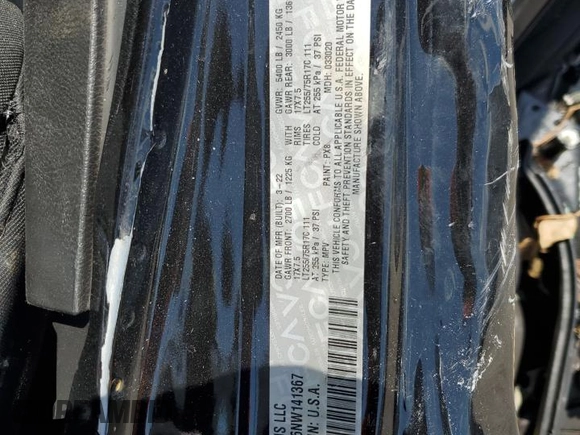 US LLC
DATE OF MFR (BUILT): 3-22 GVWR: 5400 LB / 2450 KG
GAWR FRONT: 2700 LB / 1225 KG WITH GAWR REAR: 3000 LB / 136
17X7.5 RIMS 17X7.5
LT255/75R17C 111 TIRES LT255/75R17C 111
AT 255 kPa / 37 PSI COLD AT 255 kPa / 37 PSI
TYPE: MPV PAINT: PX8, MDH: 033020
THIS VEHICLE CONFORMS TO ALL APPLICABLE U.S.A. FEDERAL MOTOR
SAFETY AND THEFT PREVENTION STANDARDS IN EFFECT ON THE DA
MANUFACTURE SHOWN ABOVE.
NW141367
N: U.S.A.